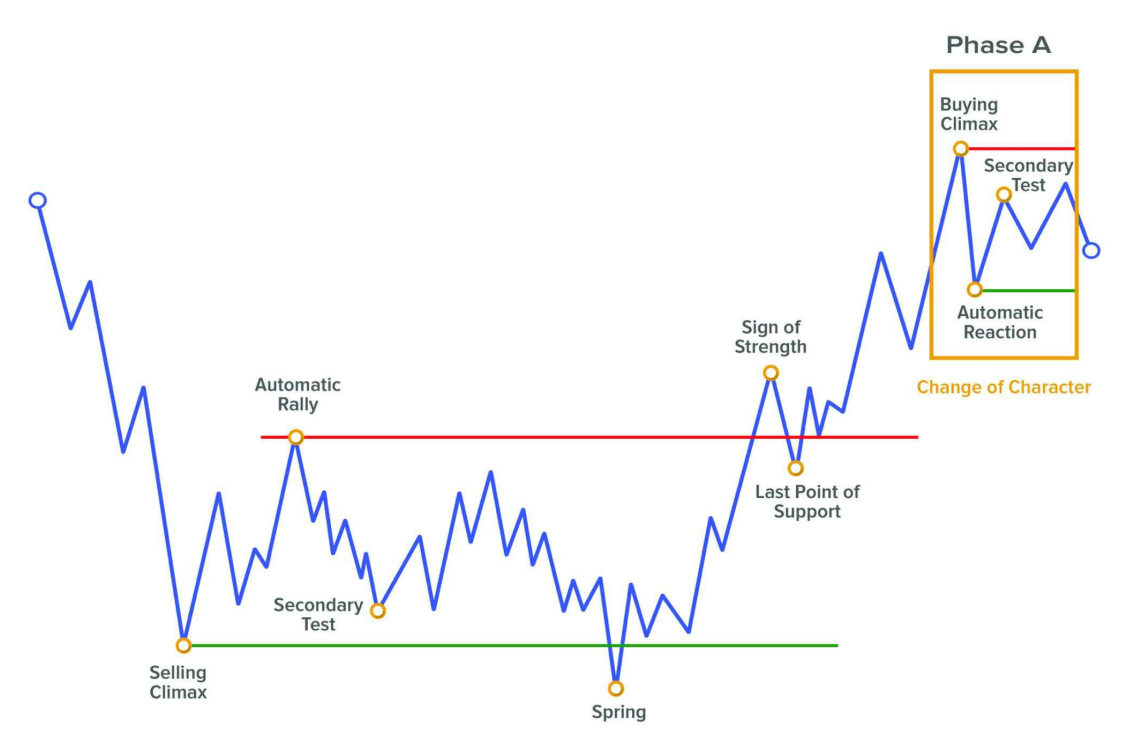 Phase A
Buying
Climax
Secondary
Test
Automatic
Reaction
Change of Character
Sign of
Strength
Last Point of
Support
Automatic
Rally
Secondary
Test
Selling
Climax
Spring